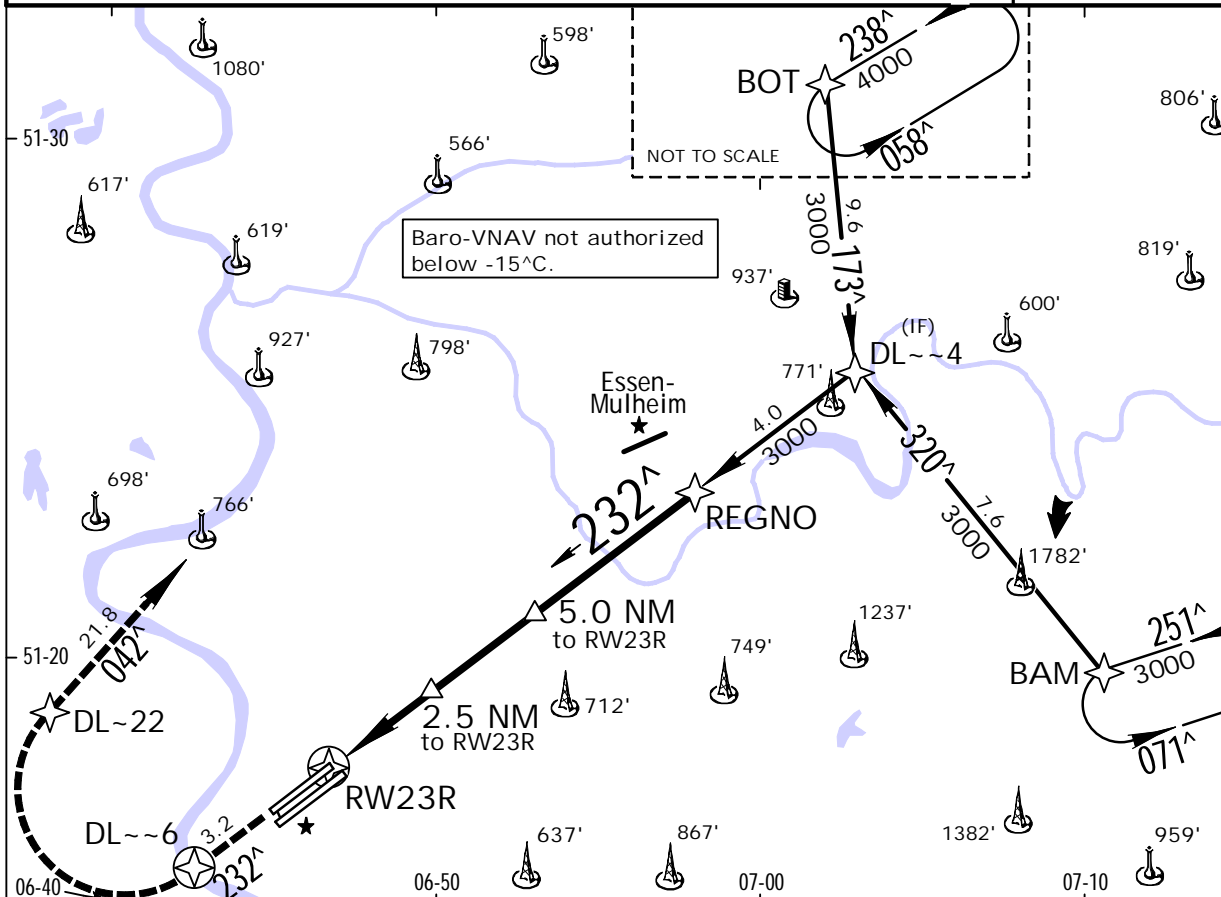 1080'
598'
238^
4000
BOT
058^
NOT TO SCALE
806'
51-30
566'
617'
619'
Baro-VNAV not authorized
below -15^C.
9.6
3000
173^
937'
819'
600'
(IF)
DL~~4
927'
798'
771'
Essen-
Mulheim
4.0
3000
320^
7.6
3000
698'
766'
232^
REGNO
1782'
21.8
042^
5.0 NM
to RW23R
1237'
749'
251^
3000
51-20
BAM
071^
DL~22
712'
2.5 NM
to RW23R
RW23R
DL~~6
3.2
232^
637'
867'
1382'
959'
06-40
06-50
07-00
07-10